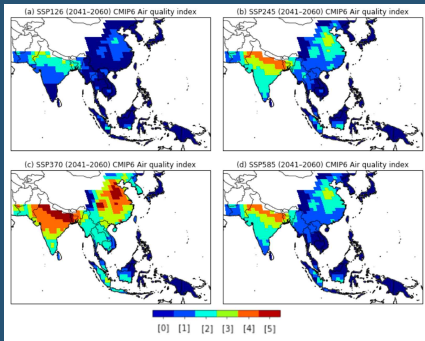 (a) SSP126 (2041–2060) CMIP6 Air quality index
(b) SSP245 (2041–2060) CMIP6 Air quality index
(c) SSP370 (2041–2060) CMIP6 Air quality index
(d) SSP585 (2041–2060) CMIP6 Air quality index
[0] [1] [2] [3] [4] [5]